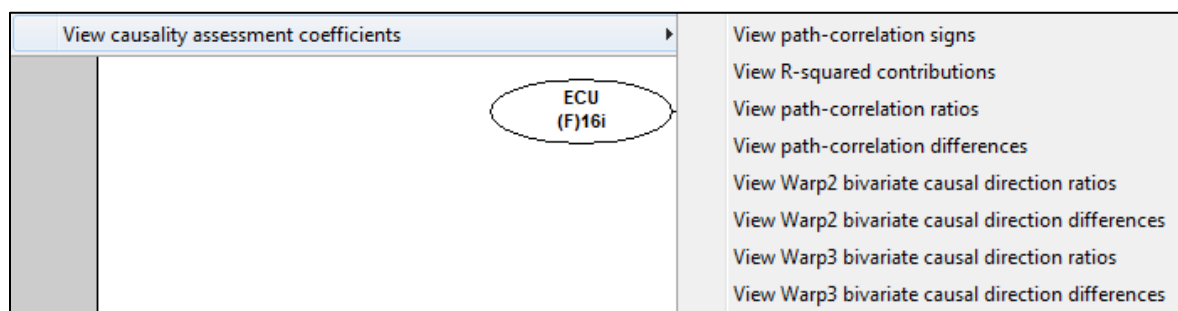 View causality assessment coefficients
View path-correlation signs
View R-squared contributions
ECU
(F)16i
View path-correlation ratios
View path-correlation differences
View Warp2 bivariate causal direction ratios
View Warp2 bivariate causal direction differences
View Warp3 bivariate causal direction ratios
View Warp3 bivariate causal direction differences